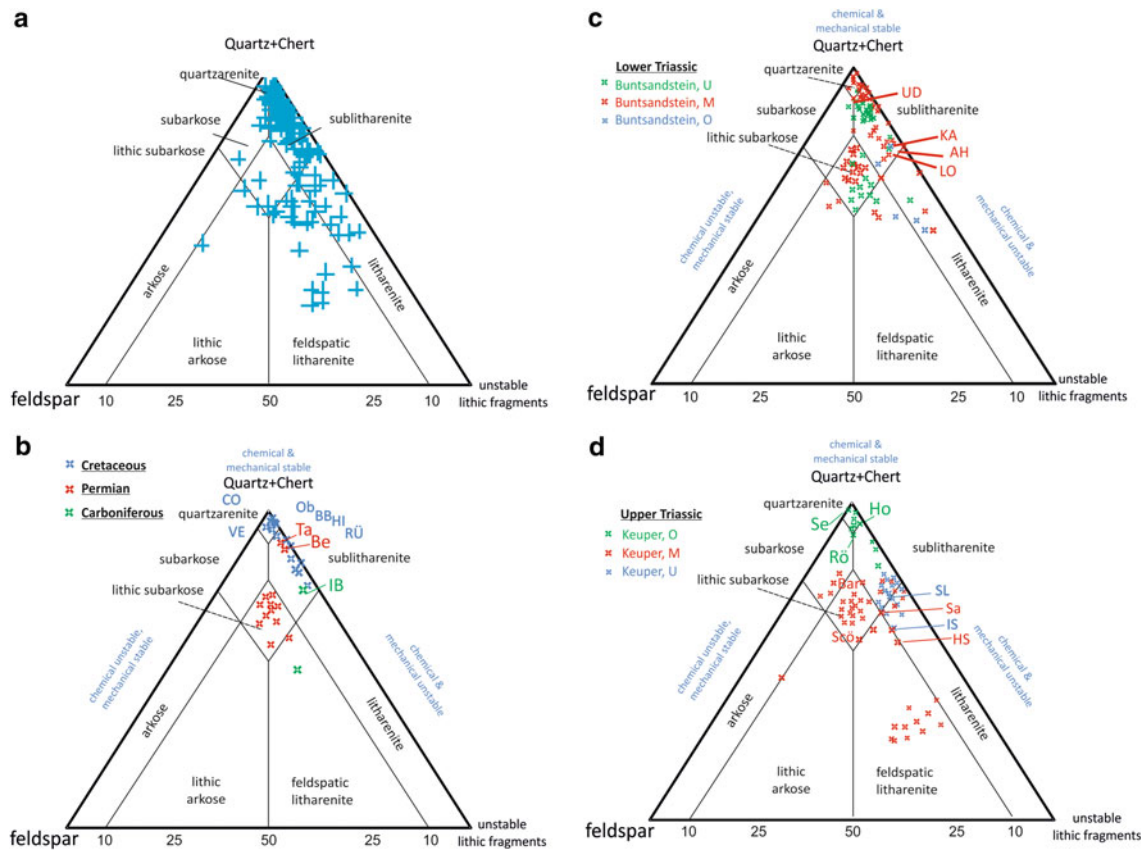 a
Quartz+Chert
quartzarenite
subarkose
sublitharenite
lithic subarkose
arkose
litharenite
lithic
arkose
feldspatic
litharenite
feldspar
unstable
lithic fragments
10
25
50
25
10
b
Cretaceous
Permian
Carboniferous
chemical &
mechanical stable
Quartz+Chert
CO
quartzarenite
VE
Ob
BB
HI
RÜ
Ta
Be
subarkose
sublitharenite
lithic subarkose
IB
chemical unstable,
mechanical stable
chemical &
mechanical unstable
arkose
litharenite
lithic
arkose
feldspatic
litharenite
feldspar
unstable
lithic fragments
10
25
50
25
10
c
chemical &
mechanical stable
Quartz+Chert
Lower Triassic
Buntsandstein, U
Buntsandstein, M
Buntsandstein, O
quartzarenite
UD
subarkose
sublitharenite
lithic subarkose
KA
AH
LO
chemical unstable,
mechanical stable
chemical &
mechanical unstable
arkose
litharenite
lithic
arkose
feldspatic
litharenite
feldspar
unstable
lithic fragments
10
25
50
25
10
d
chemical &
mechanical stable
Quartz+Chert
Upper Triassic
Keuper, O
Keuper, M
Keuper, U
quartzarenite
Se
Ho
Rö
subarkose
sublitharenite
lithic subarkose
Bar
SL
Sa
IS
HS
Scö
chemical unstable,
mechanical stable
chemical &
mechanical unstable
arkose
litharenite
lithic
arkose
feldspatic
litharenite
feldspar
unstable
lithic fragments
10
25
50
25
10